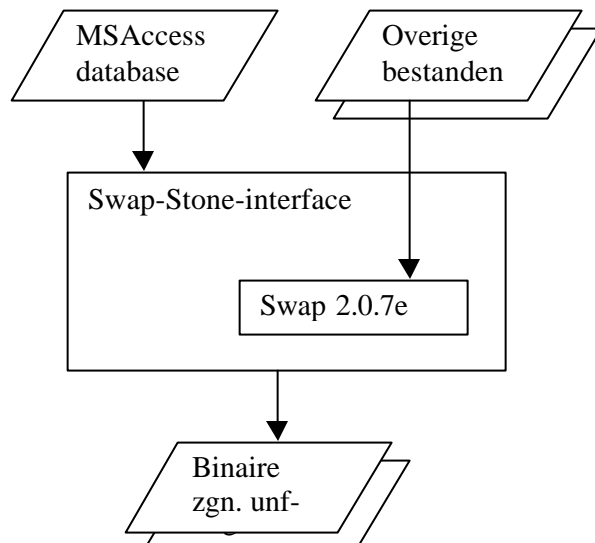 MSAccess
database
Overige
bestanden
Swap-Stone-interface
Swap 2.0.7e
Binaire
zgn. unf-